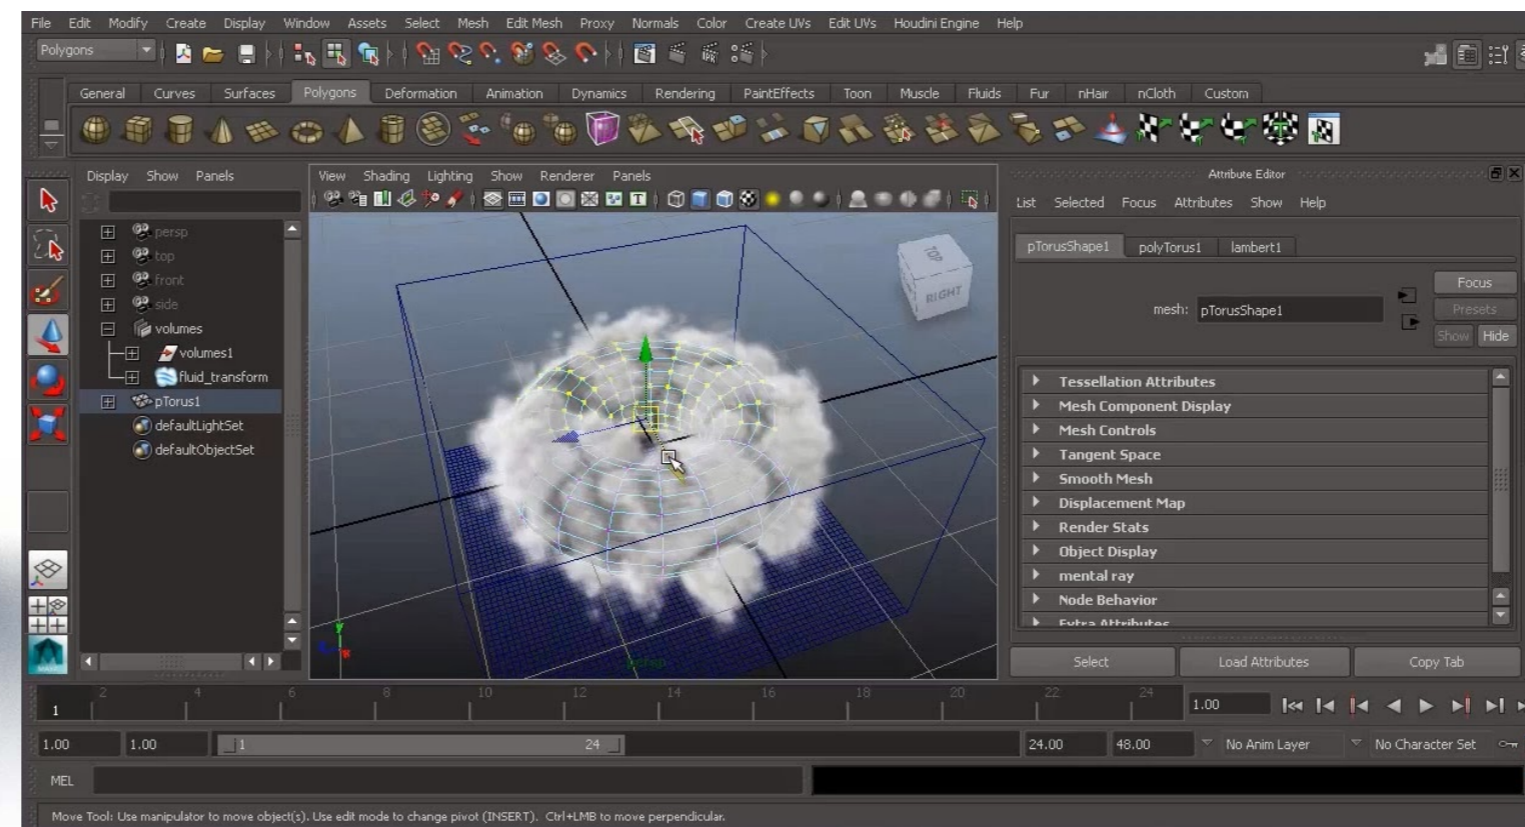 File Edit Modify Create Display Window Assets Select Mesh Edit Mesh Proxy Normals Color Create UVs Edit UVs Houdini Engine Help
Polygons
General Curves Surfaces Polygons Deformation Animation Dynamics Rendering PaintEffects Toon Muscle Fluids Fur nHair nCloth Custom
Display Show Panels
View Shading Lighting Show Renderer Panels
Attribute Editor
List Selected Focus Attributes Show Help
persp
top
front
side
volumes
volumes1
fluid_transform
pTorus1
defaultLightSet
defaultObjectSet
TOP
RIGHT
persp
y
pTorusShape1 polyTorus1 lambert1
Focus
mesh: pTorusShape1
Presets
Show Hide
Tessellation Attributes
Mesh Component Display
Mesh Controls
Tangent Space
Smooth Mesh
Displacement Map
Render Stats
Object Display
mental ray
Node Behavior
Extra Attributes
Select Load Attributes Copy Tab
1 2 4 6 8 10 12 14 16 18 20 22 24 1.00
1.00 1.00 1 24 24.00 48.00 No Anim Layer No Character Set
MEL
Move Tool: Use manipulator to move object(s). Use edit mode to change pivot (INSERT). Ctrl+LMB to move perpendicular.